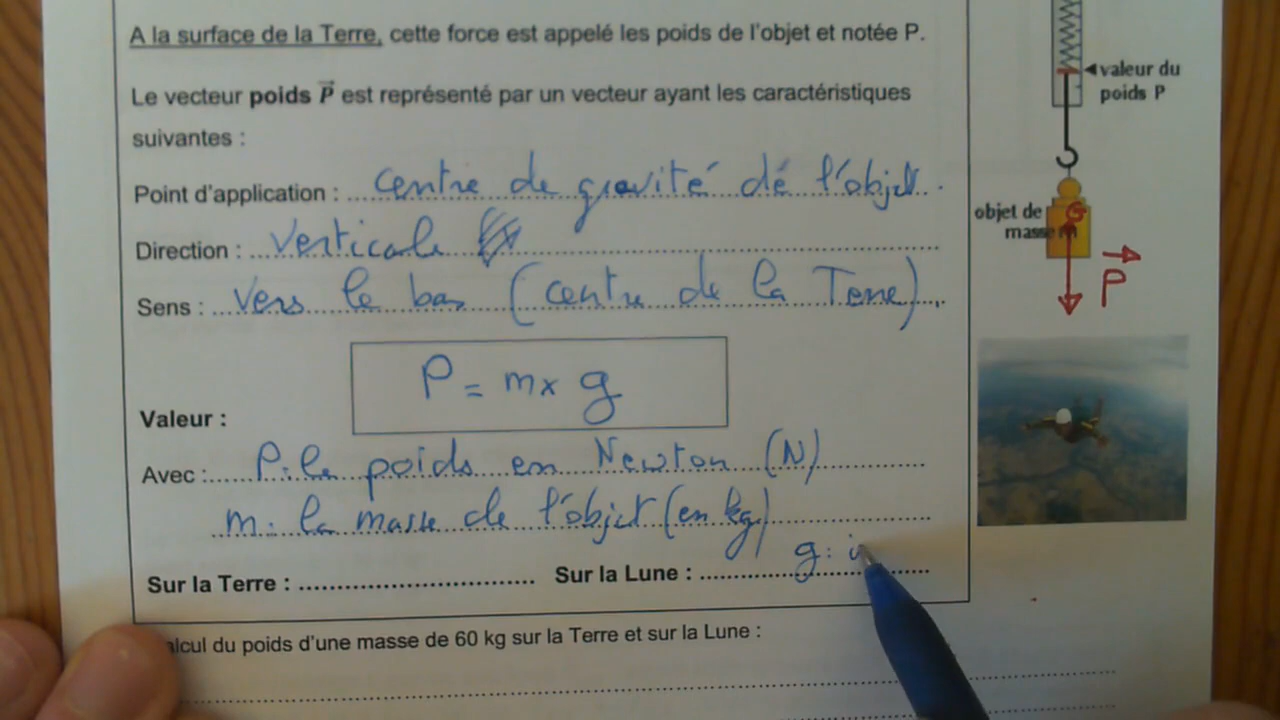 A la surface de la Terre, cette force est appelé les poids de l'objet et notée P.
Le vecteur poids P⃗ est représenté par un vecteur ayant les caractéristiques
suivantes :
Point d'application : centre de gravité de l'objet.
Direction : Verticale
Sens : Vers le bas (centre de la Terre)
P = m x g
Valeur :
Avec : P : le poids en Newton (N)
m : la masse de l'objet (en kg)
g : i
Sur la Terre : .............................. Sur la Lune : ..............................
alcul du poids d'une masse de 60 kg sur la Terre et sur la Lune :
valeur du
poids P
objet de
masse m
G
P⃗